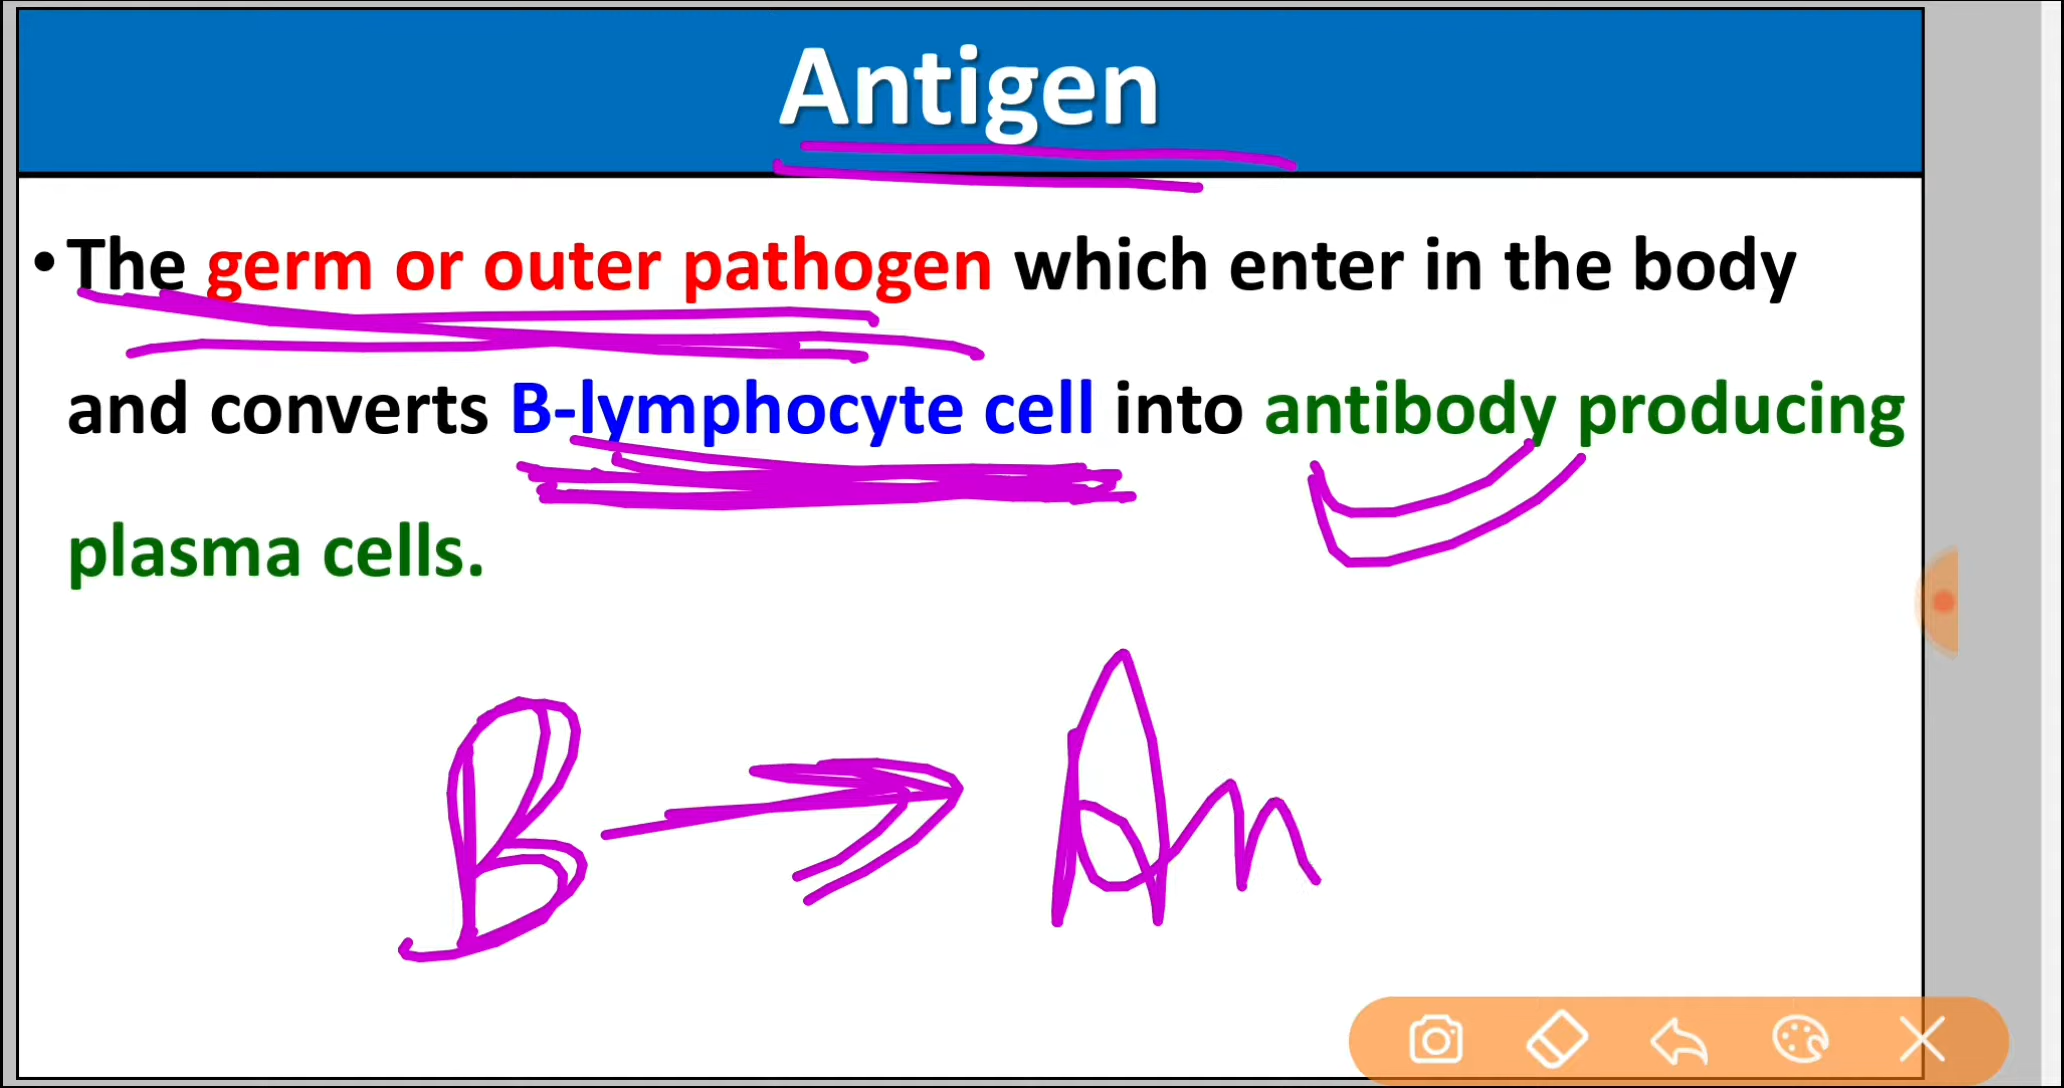 Antigen
• The germ or outer pathogen which enter in the body
and converts B-lymphocyte cell into antibody producing
plasma cells.
B → An